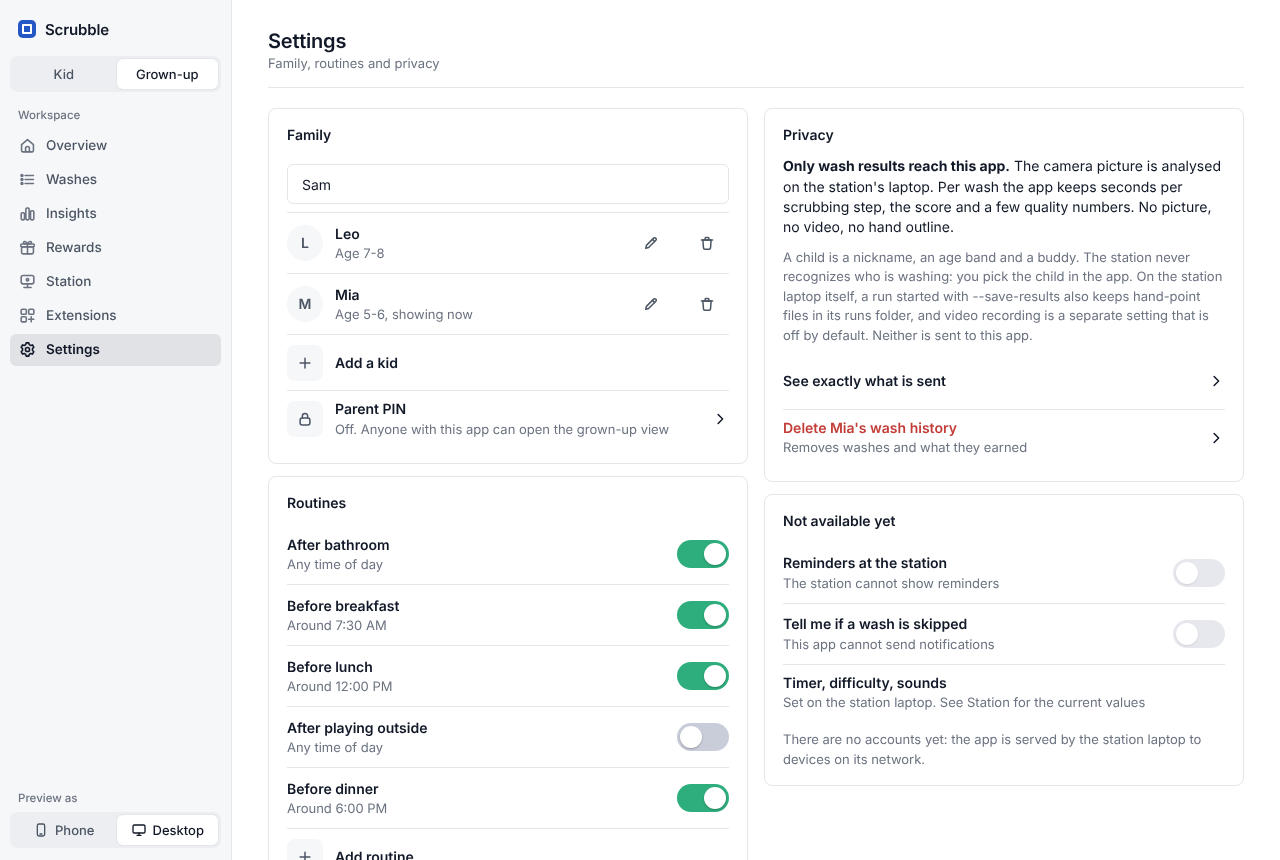 Scrubble
Kid
Grown-up
Workspace
Overview
Washes
Insights
Rewards
Station
Extensions
Settings
Preview as
Phone
Desktop
Settings
Family, routines and privacy
Family
Sam
L
Leo
Age 7-8
M
Mia
Age 5-6, showing now
Add a kid
Parent PIN
Off. Anyone with this app can open the grown-up view
Routines
After bathroom
Any time of day
Before breakfast
Around 7:30 AM
Before lunch
Around 12:00 PM
After playing outside
Any time of day
Before dinner
Around 6:00 PM
Add routine
Privacy
Only wash results reach this app. The camera picture is analysed
on the station's laptop. Per wash the app keeps seconds per
scrubbing step, the score and a few quality numbers. No picture,
no video, no hand outline.
A child is a nickname, an age band and a buddy. The station never
recognizes who is washing: you pick the child in the app. On the station
laptop itself, a run started with --save-results also keeps hand-point
files in its runs folder, and video recording is a separate setting that is
off by default. Neither is sent to this app.
See exactly what is sent
Delete Mia's wash history
Removes washes and what they earned
Not available yet
Reminders at the station
The station cannot show reminders
Tell me if a wash is skipped
This app cannot send notifications
Timer, difficulty, sounds
Set on the station laptop. See Station for the current values
There are no accounts yet: the app is served by the station laptop to
devices on its network.